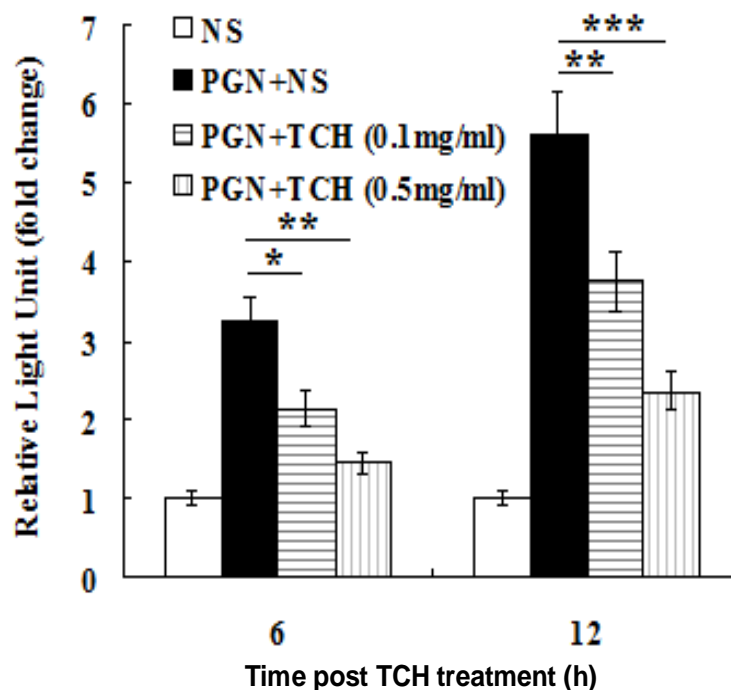 Relative Light Unit (fold change)
7
6
5
4
3
2
1
0
NS
PGN+NS
PGN+TCH (0.1mg/ml)
PGN+TCH (0.5mg/ml)
**
*
***
**
6
12
Time post TCH treatment (h)